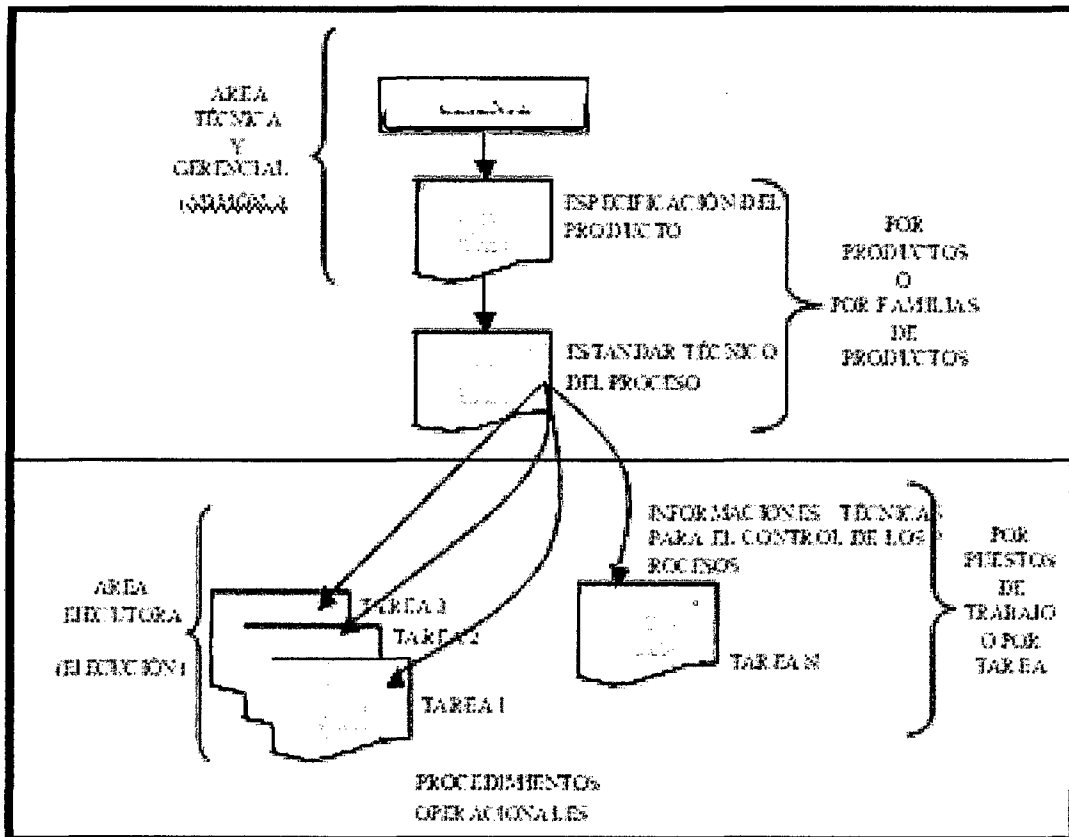 AREA
TÉCNICA
Y
GERENCIAL
ESPECIFICACIÓN DEL
PRODUCTO
POR
PRODUCTOS
O
POR FAMILIAS
DE
PRODUCTOS
ESTANDAR TÉCNICO
DEL PROCESO
INFORMACIONES TÉCNICAS
PARA EL CONTROL DE LOS P
ROCESOS
POR
PUESTOS
DE
TRABAJO
O POR
TAREA
AREA
EJECUTORA
(EJECUCIÓN)
TAREA 3
TAREA 2
TAREA 1
TAREA N
PROCEDIMIENTOS
OPERACIONALES